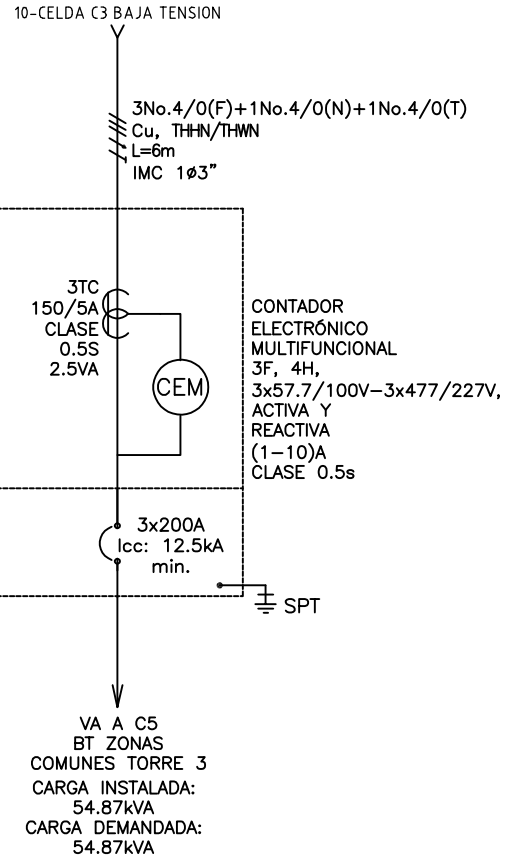 10-CELDA C3 BAJA TENSION
3No.4/0(F)+1No.4/0(N)+1No.4/0(T)
Cu, THHN/THWN
L=6m
IMC 1ø3”
3TC
150/5A
CLASE
0.5S
2.5VA
CEM
CONTADOR
ELECTRÓNICO
MULTIFUNCIONAL
3F, 4H,
3x57.7/100V-3x477/227V,
ACTIVA Y
REACTIVA
(1-10)A
CLASE 0.5s
3x200A
Icc: 12.5kA
min.
SPT
VA A C5
BT ZONAS
COMUNES TORRE 3
CARGA INSTALADA:
54.87kVA
CARGA DEMANDADA:
54.87kVA